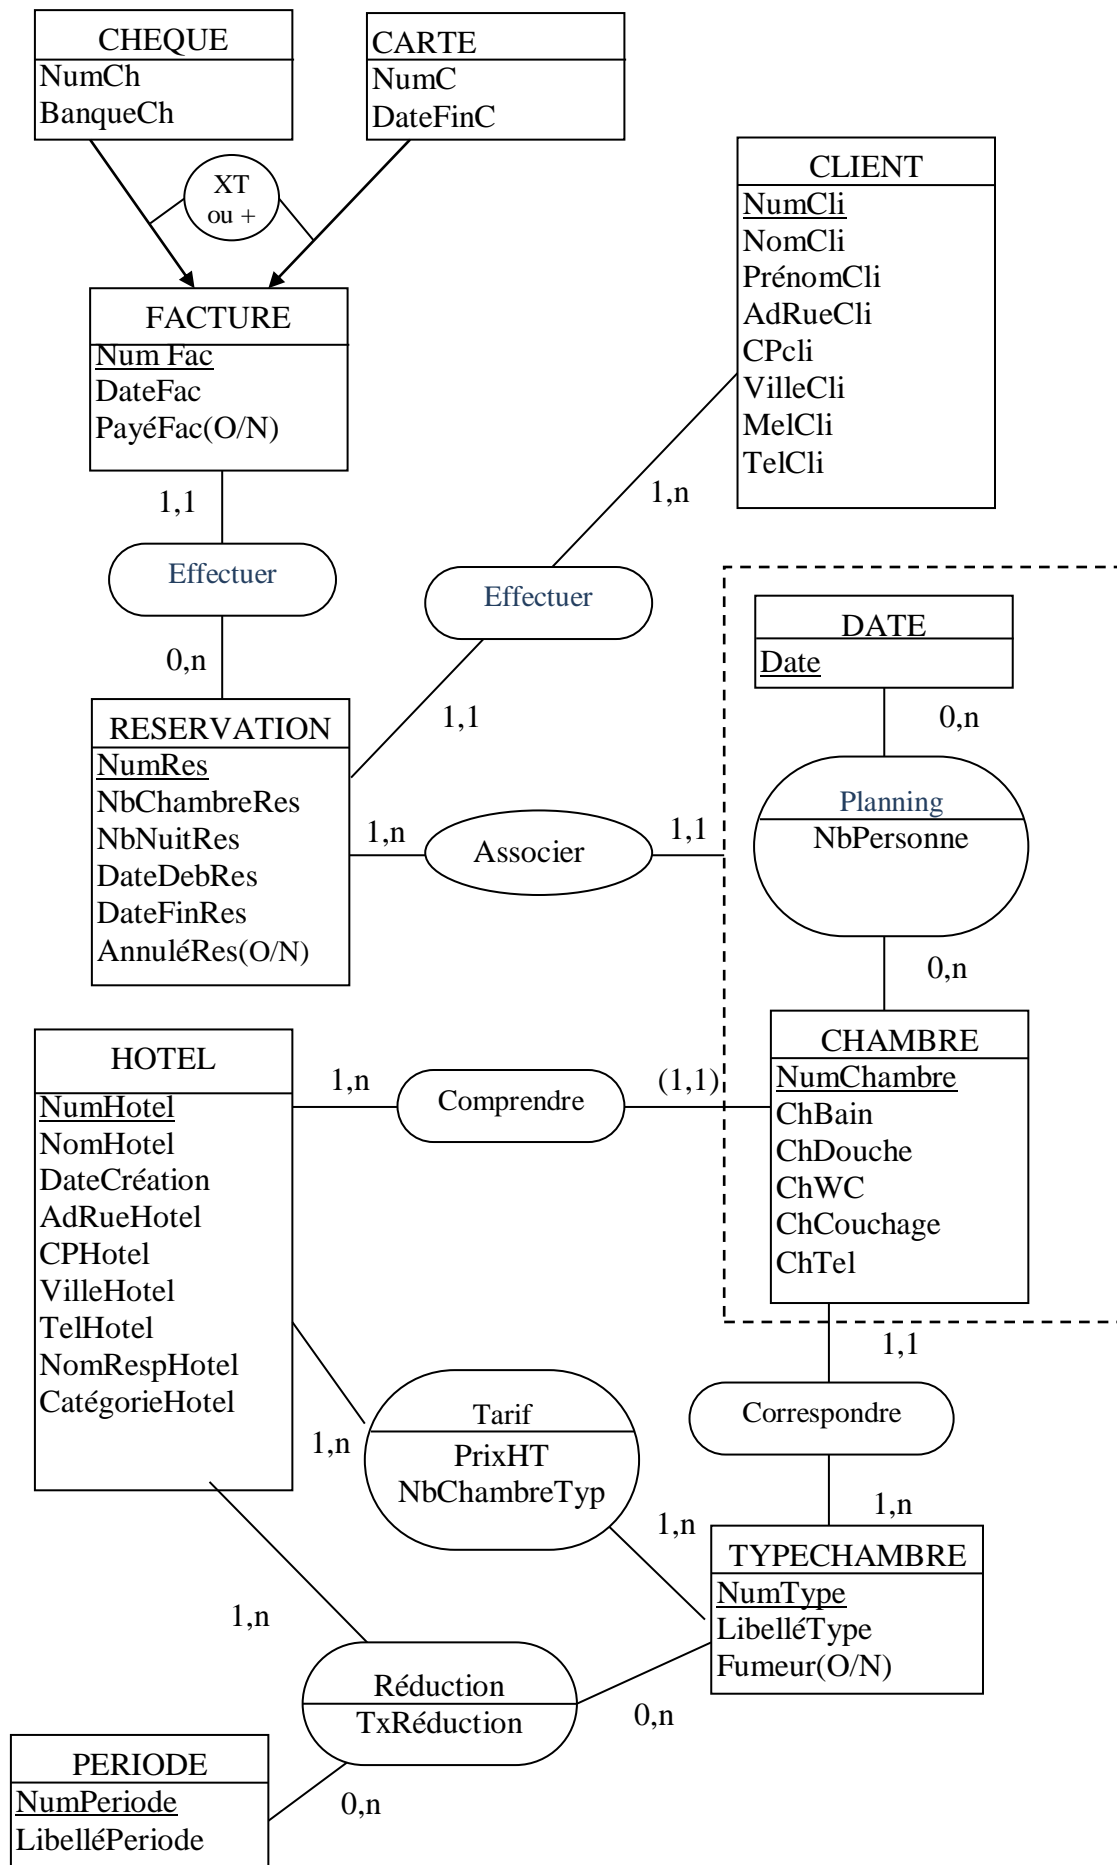 CHEQUE
NumCh
BanqueCh
CARTE
NumC
DateFinC
XT
ou +
CLIENT
NumCli
NomCli
PrénomCli
AdRueCli
CPcli
VilleCli
MelCli
TelCli
FACTURE
Num Fac
DateFac
PayéFac(O/N)
1,1
Effectuer
0,n
1,n
Effectuer
1,1
RESERVATION
NumRes
NbChambreRes
NbNuitRes
DateDebRes
DateFinRes
AnnuléRes(O/N)
1,n
Associer
1,1
DATE
Date
0,n
Planning
NbPersonne
0,n
HOTEL
NumHotel
NomHotel
DateCréation
AdRueHotel
CPHotel
VilleHotel
TelHotel
NomRespHotel
CatégorieHotel
1,n
Comprendre
(1,1)
CHAMBRE
NumChambre
ChBain
ChDouche
ChWC
ChCouchage
ChTel
1,1
Correspondre
1,n
1,n
Tarif
PrixHT
NbChambreTyp
1,n
TYPECHAMBRE
NumType
LibelléType
Fumeur(O/N)
1,n
Réduction
TxRéduction
0,n
0,n
PERIODE
NumPeriode
LibelléPeriode